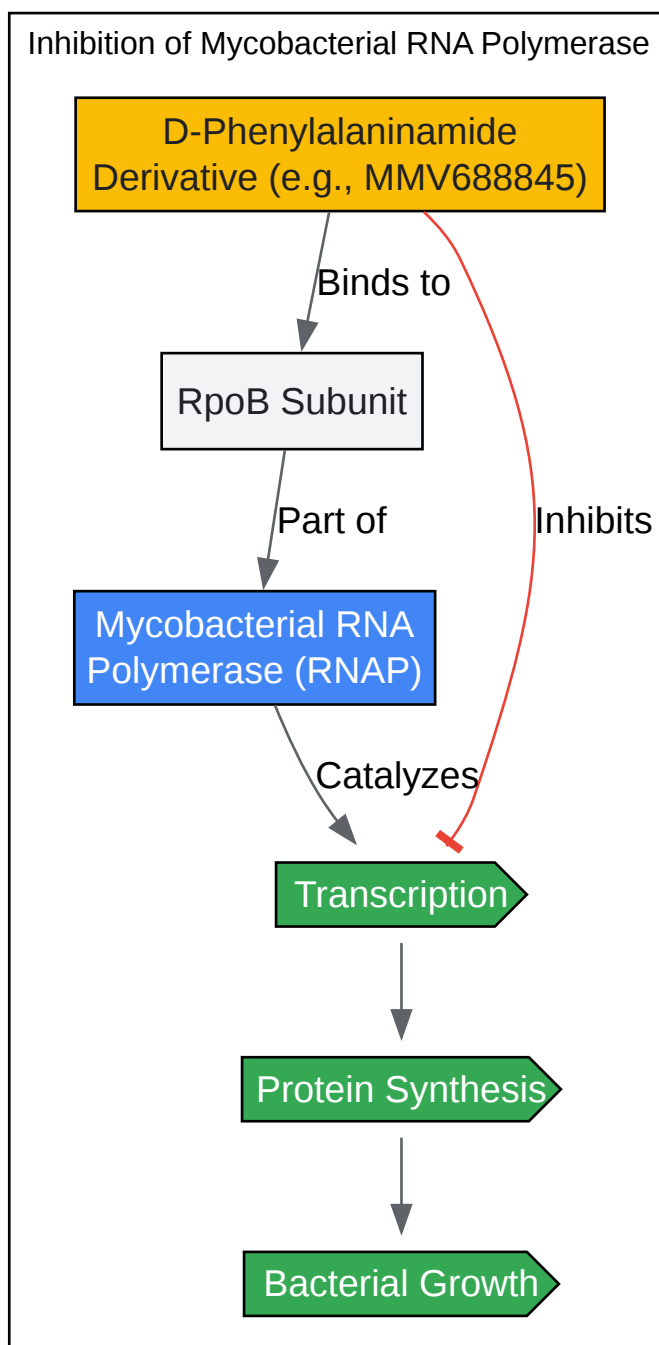 Inhibition of Mycobacterial RNA Polymerase
D-Phenylalaninamide
Derivative (e.g., MMV688845)
Binds to
RpoB Subunit
Part of
Inhibits
Mycobacterial RNA
Polymerase (RNAP)
Catalyzes
Transcription
Protein Synthesis
Bacterial Growth